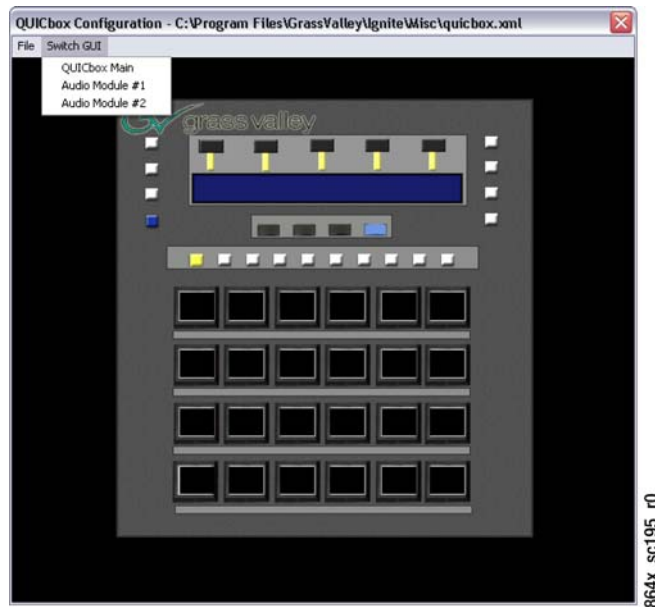 QUICbox Configuration - C:\Program Files\GrassValley\Ignite\Misc\quicbox.xml
File Switch GUI
QUICbox Main
Audio Module #1
Audio Module #2
grass valley
864x_sc195_r0